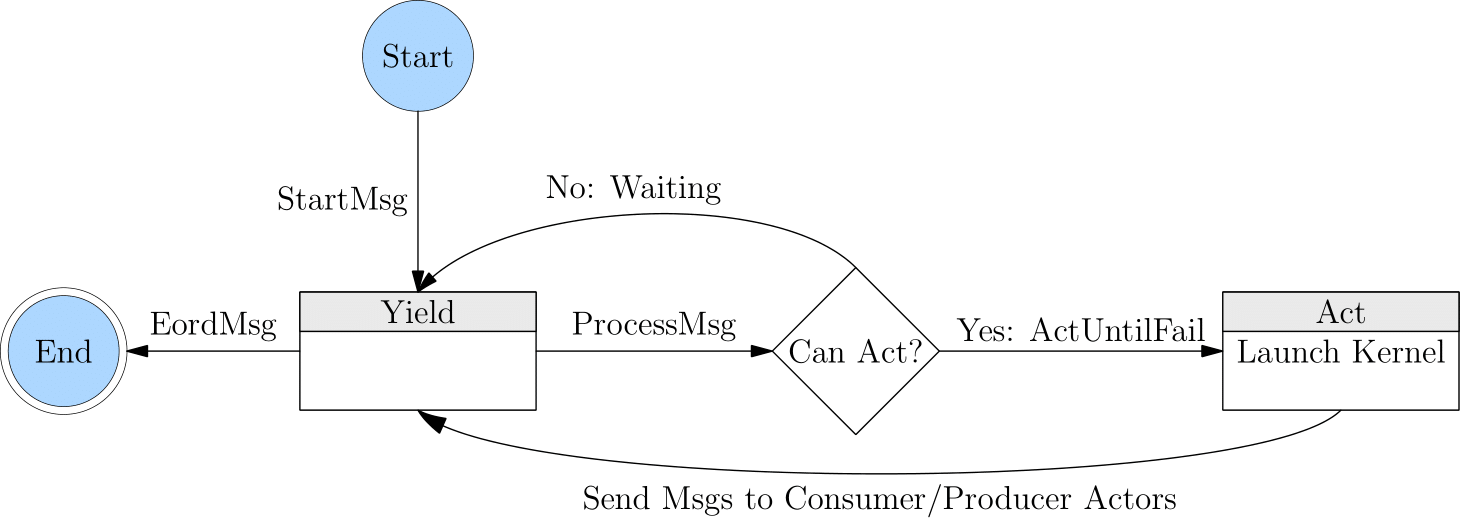 Start
StartMsg
No: Waiting
End
EordMsg
Yield
ProcessMsg
Can Act?
Yes: ActUntilFail
Act
Launch Kernel
Send Msgs to Consumer/Producer Actors